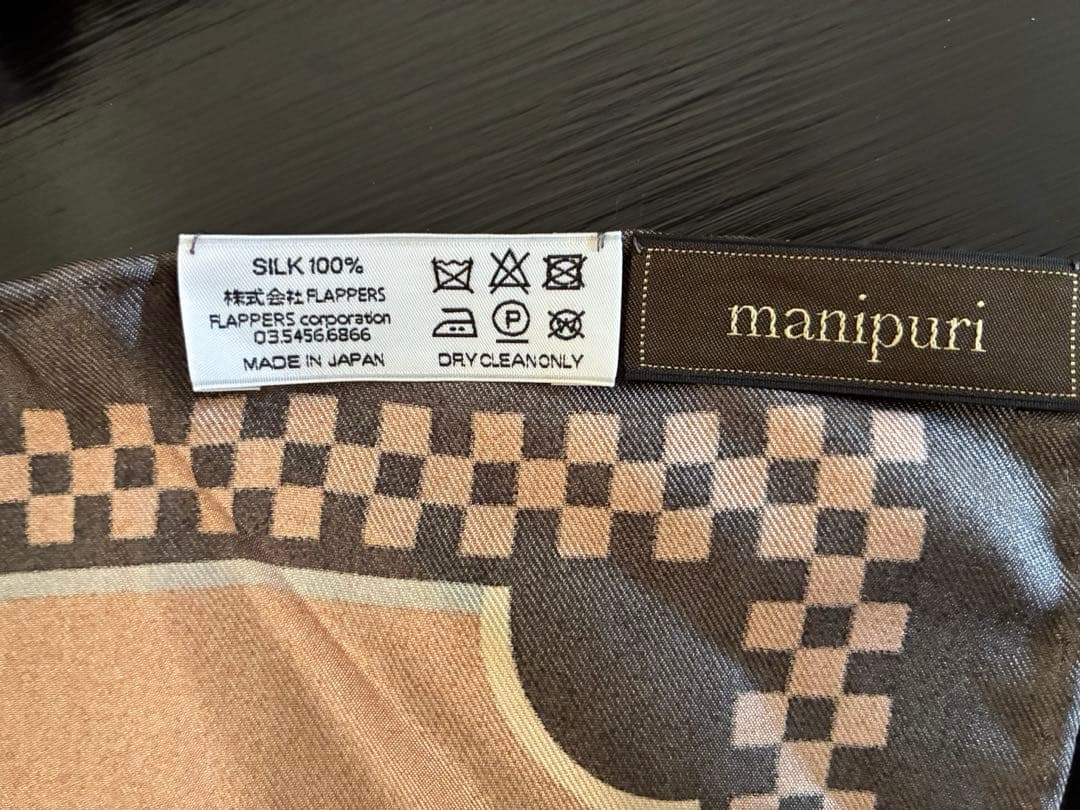 SILK 100%
株式会社 FLAPPERS
FLAPPERS corporation
03.5456.6866
MADE IN JAPAN
P
W
DRY CLEAN ONLY
manipuri